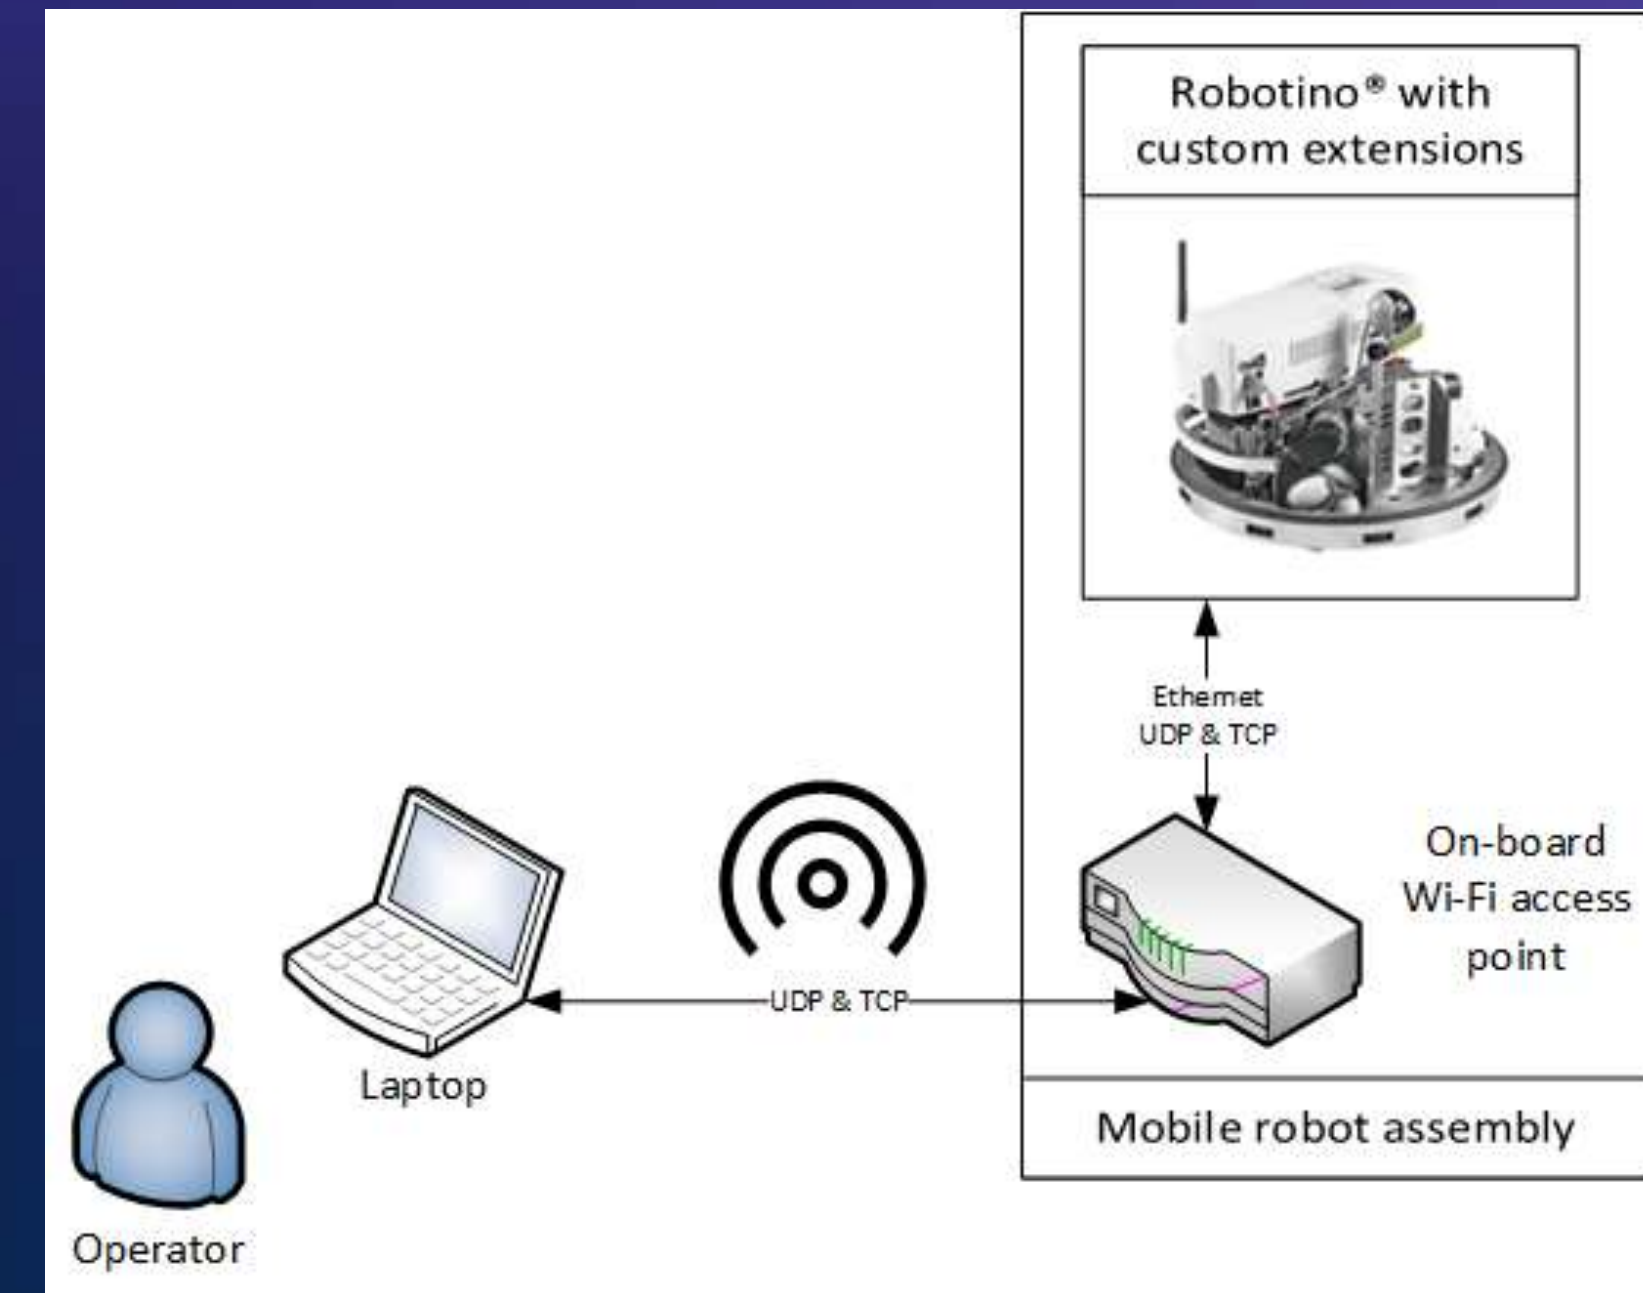 Robotino® with
custom extensions
Ethernet
UDP & TCP
On-board
Wi-Fi access
point
UDP & TCP
Laptop
Mobile robot assembly
Operator